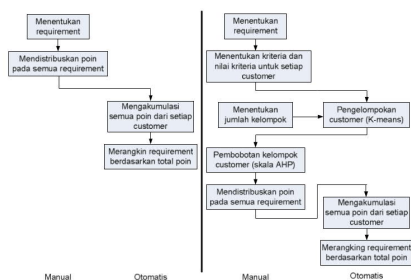 Menentukan
requirement
Mendistribuskan poin
pada semua requirement
Mengakumulasi
semua poin dari setiap
customer
Merangkin requirement
berdasarkan total poin
Manual
Otomatis
Menentukan
requirement
Menentukan kriteria dan
nilai kriteria untuk setiap
customer
Menentukan
jumlah kelompok
Pengelompokan
customer (K-means)
Pembobotan kelompok
customer (skala AHP)
Mendistribuskan poin
pada semua requirement
Mengakumulasi
semua poin dari setiap
customer
Merangking requirement
berdasarkan total poin
Manual
Otomatis